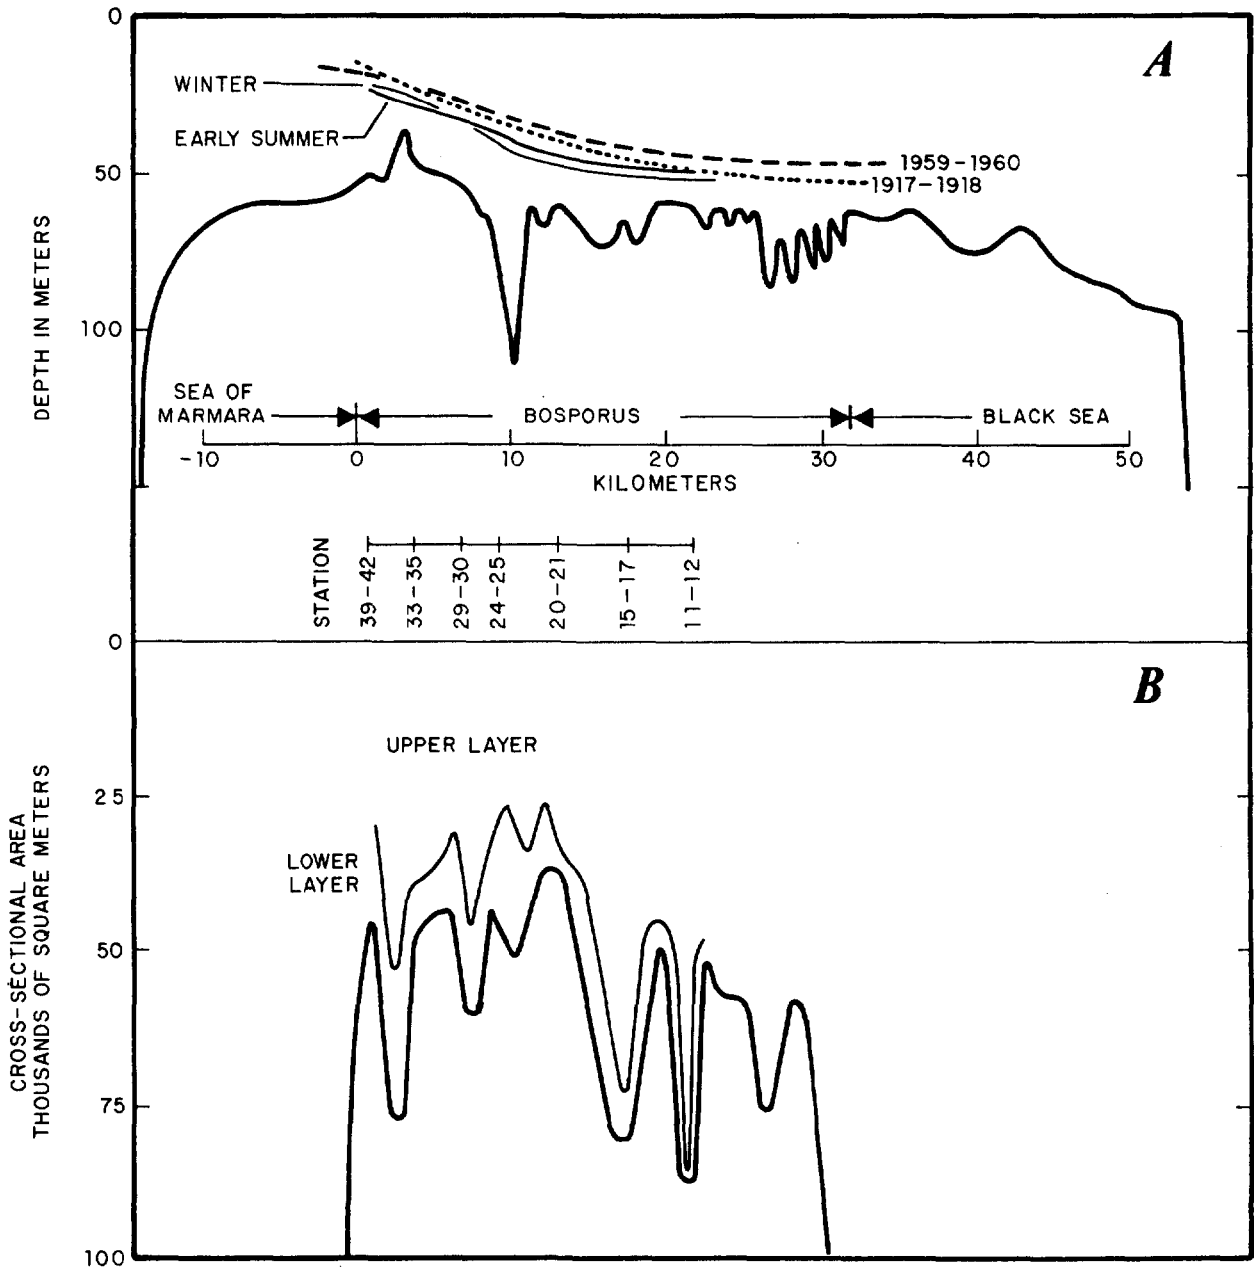 A
0
50
100
DEPTH IN METERS
WINTER
EARLY SUMMER
1959-1960
1917-1918
SEA OF
MARMARA
BOSPORUS
BLACK SEA
-10 0 10 20 30 40 50
KILOMETERS
STATION
39-42
33-35
29-30
24-25
20-21
15-17
11-12
B
0
25
50
75
100
CROSS-SECTIONAL AREA
THOUSANDS OF SQUARE METERS
UPPER LAYER
LOWER
LAYER